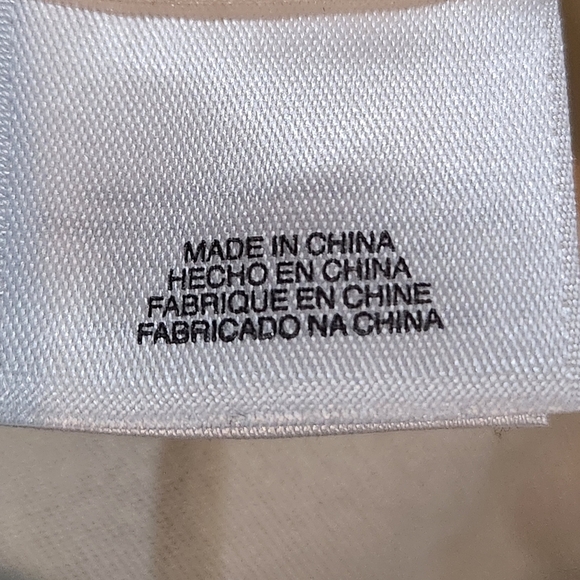 MADE IN CHINA
HECHO EN CHINA
FABRIQUE EN CHINE
FABRICADO NA CHINA